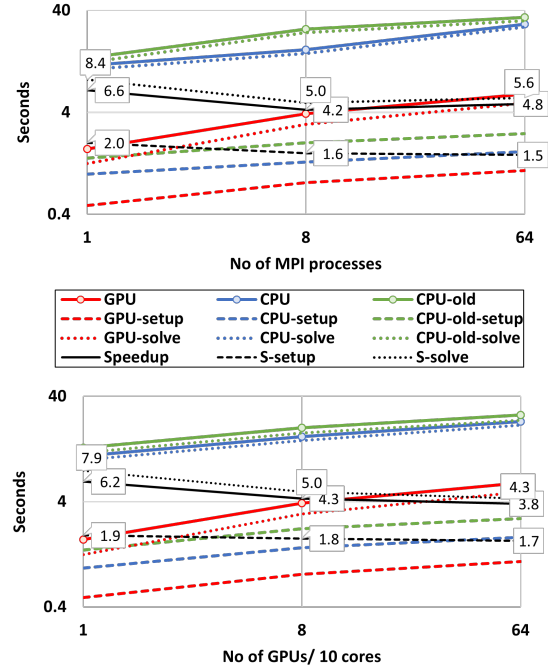 40
8.4
6.6
5.0
5.6
4
4.2
4.8
Seconds
2.0
1.6
1.5
0.4
1 8 64
No of MPI processes
GPU CPU CPU-old
GPU-setup CPU-setup CPU-old-setup
GPU-solve CPU-solve CPU-old-solve
Speedup S-setup S-solve
40
7.9
6.2
5.0
4.3
4
4.3
3.8
Seconds
1.9
1.8
1.7
0.4
1 8 64
No of GPUs/ 10 cores